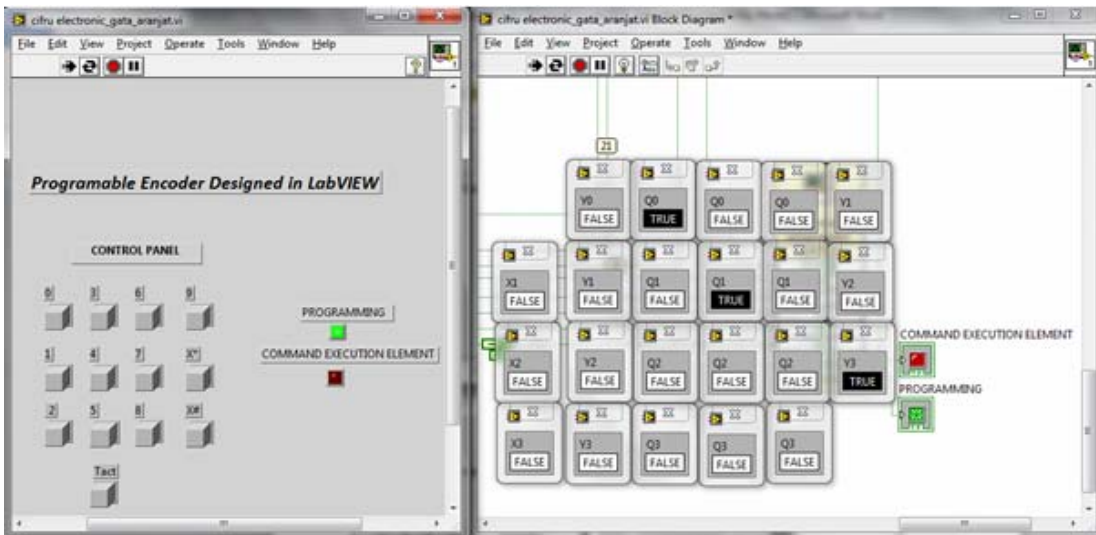 cifru electronic_gata_aranjat.vi
File Edit View Project Operate Tools Window Help
Programable Encoder Designed in LabVIEW
CONTROL PANEL
0 3 6 9
PROGRAMMING
COMMAND EXECUTION ELEMENT
1 4 7 X*
2 5 8 X#
Tact
cifru electronic_gata_aranjat.vi Block Diagram *
File Edit View Project Operate Tools Window Help
21
Y0 Q0 Q0 Q0 Y1
FALSE TRUE FALSE FALSE FALSE
X1 Y1 Q1 Q1 Q1 Y2
FALSE FALSE FALSE TRUE FALSE FALSE
COMMAND EXECUTION ELEMENT
X2 Y2 Q2 Q2 Q2 Y3
FALSE FALSE FALSE FALSE FALSE TRUE
PROGRAMMING
X3 Y3 Q3 Q3 Q3
FALSE FALSE FALSE FALSE FALSE